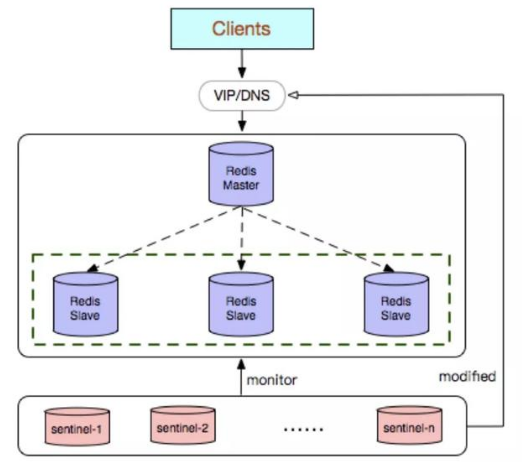 Clients
VIP/DNS
Redis
Master
Redis
Slave
Redis
Slave
Redis
Slave
monitor
modified
sentinel-1
sentinel-2
......
sentinel-n